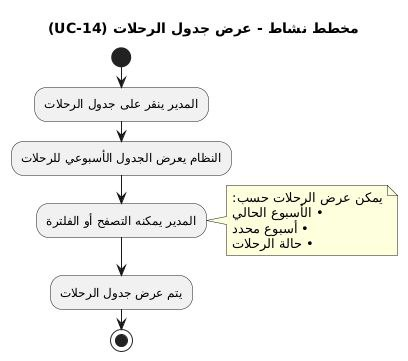 مخطط نشاط - عرض جدول الرحلات (UC-14)
المدير ينقر على جدول الرحلات
النظام يعرض الجدول الأسبوعي للرحلات
المدير يمكنه التصفح أو الفلترة
يمكن عرض الرحلات حسب:
• الأسبوع الحالي
• أسبوع محدد
• حالة الرحلات
يتم عرض جدول الرحلات